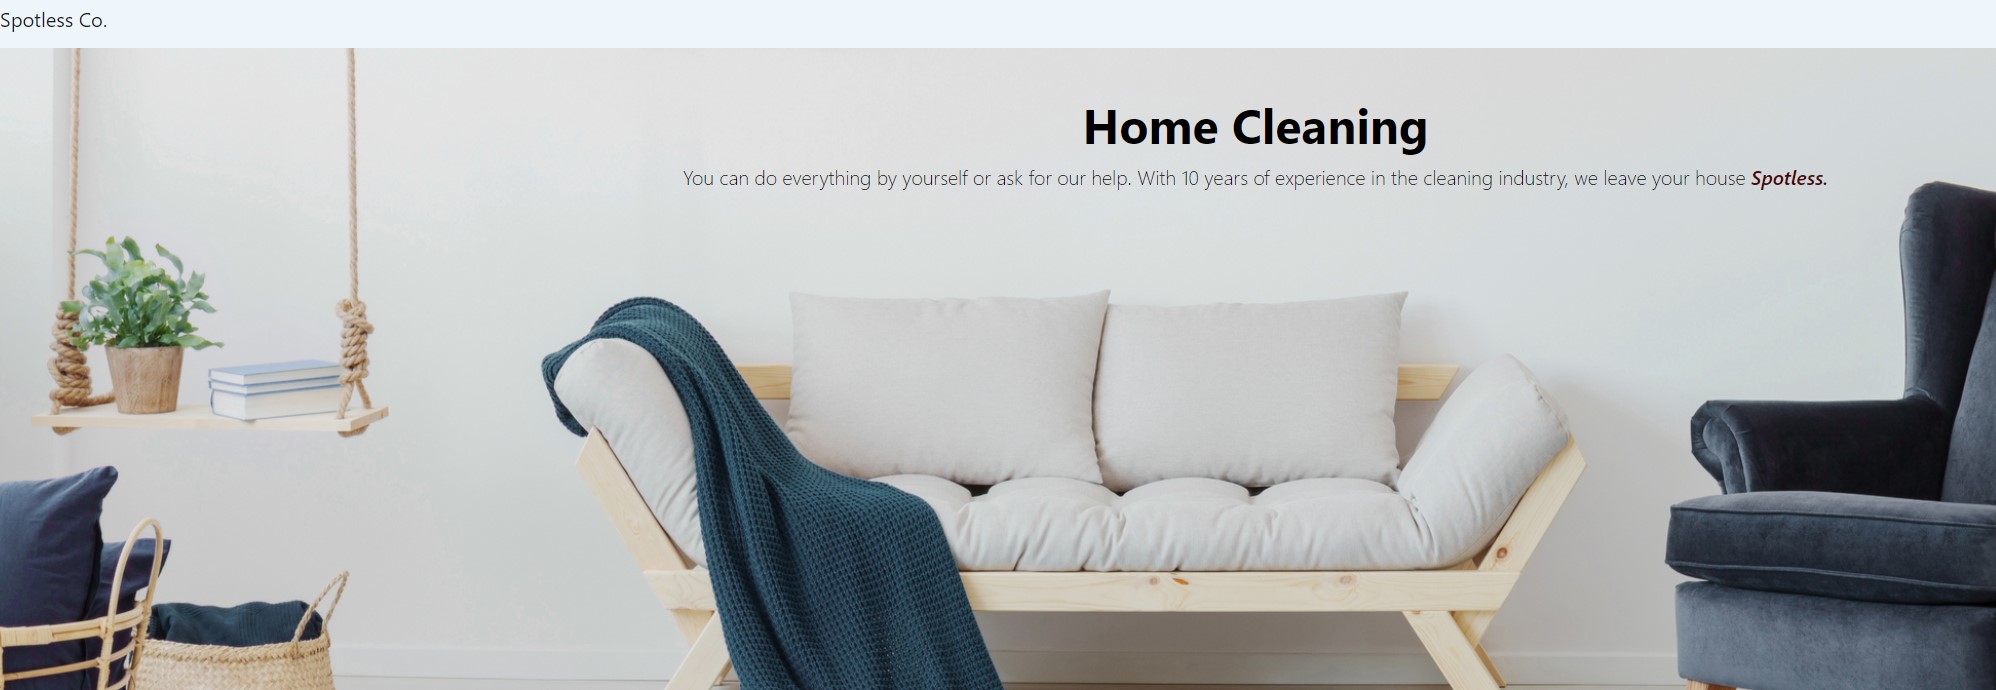 Spotless Co.
Home Cleaning
You can do everything by yourself or ask for our help. With 10 years of experience in the cleaning industry, we leave your house Spotless.